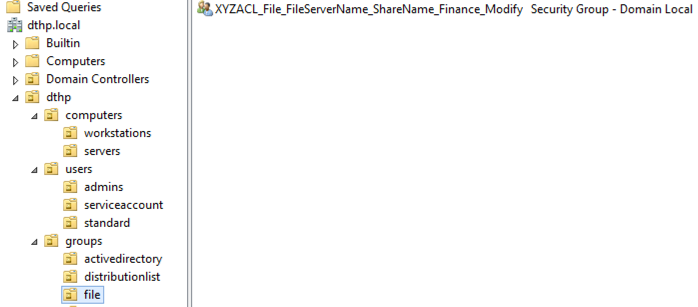 Saved Queries
dthp.local
Builtin
Computers
Domain Controllers
dthp
computers
workstations
servers
users
admins
serviceaccount
standard
groups
activedirectory
distributionlist
file
XYZACL_File_FileServerName_ShareName_Finance_Modify Security Group - Domain Local